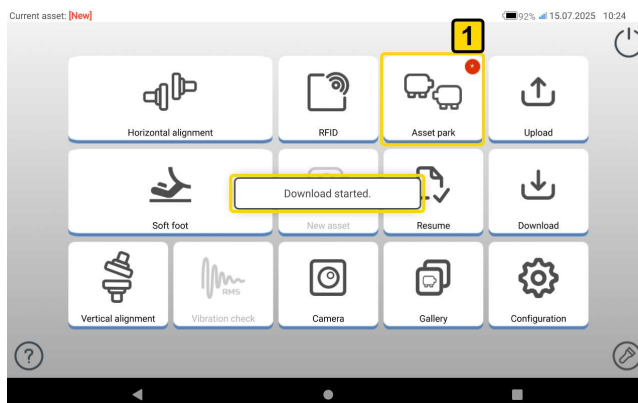 Current asset: [New]
92% 15.07.2025 10:24
1
Horizontal alignment
RFID
Asset park
Upload
Download started.
Soft foot
New asset
Resume
Download
RMS
Vertical alignment
Vibration check
Camera
Gallery
Configuration
?